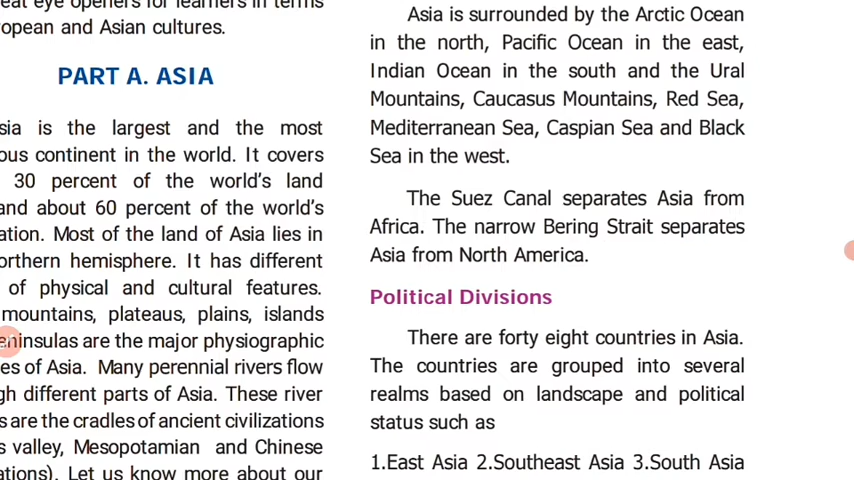 eat eye openers for learners in terms
ropean and Asian cultures.
PART A. ASIA
sia is the largest and the most
ous continent in the world. It covers
30 percent of the world's land
and about 60 percent of the world's
ation. Most of the land of Asia lies in
orthern hemisphere. It has different
of physical and cultural features.
mountains, plateaus, plains, islands
eninsulas are the major physiographic
es of Asia. Many perennial rivers flow
gh different parts of Asia. These river
s are the cradles of ancient civilizations
s valley, Mesopotamian and Chinese
ations). Let us know more about our
Asia is surrounded by the Arctic Ocean
in the north, Pacific Ocean in the east,
Indian Ocean in the south and the Ural
Mountains, Caucasus Mountains, Red Sea,
Mediterranean Sea, Caspian Sea and Black
Sea in the west.
The Suez Canal separates Asia from
Africa. The narrow Bering Strait separates
Asia from North America.
Political Divisions
There are forty eight countries in Asia.
The countries are grouped into several
realms based on landscape and political
status such as
1.East Asia 2.Southeast Asia 3.South Asia